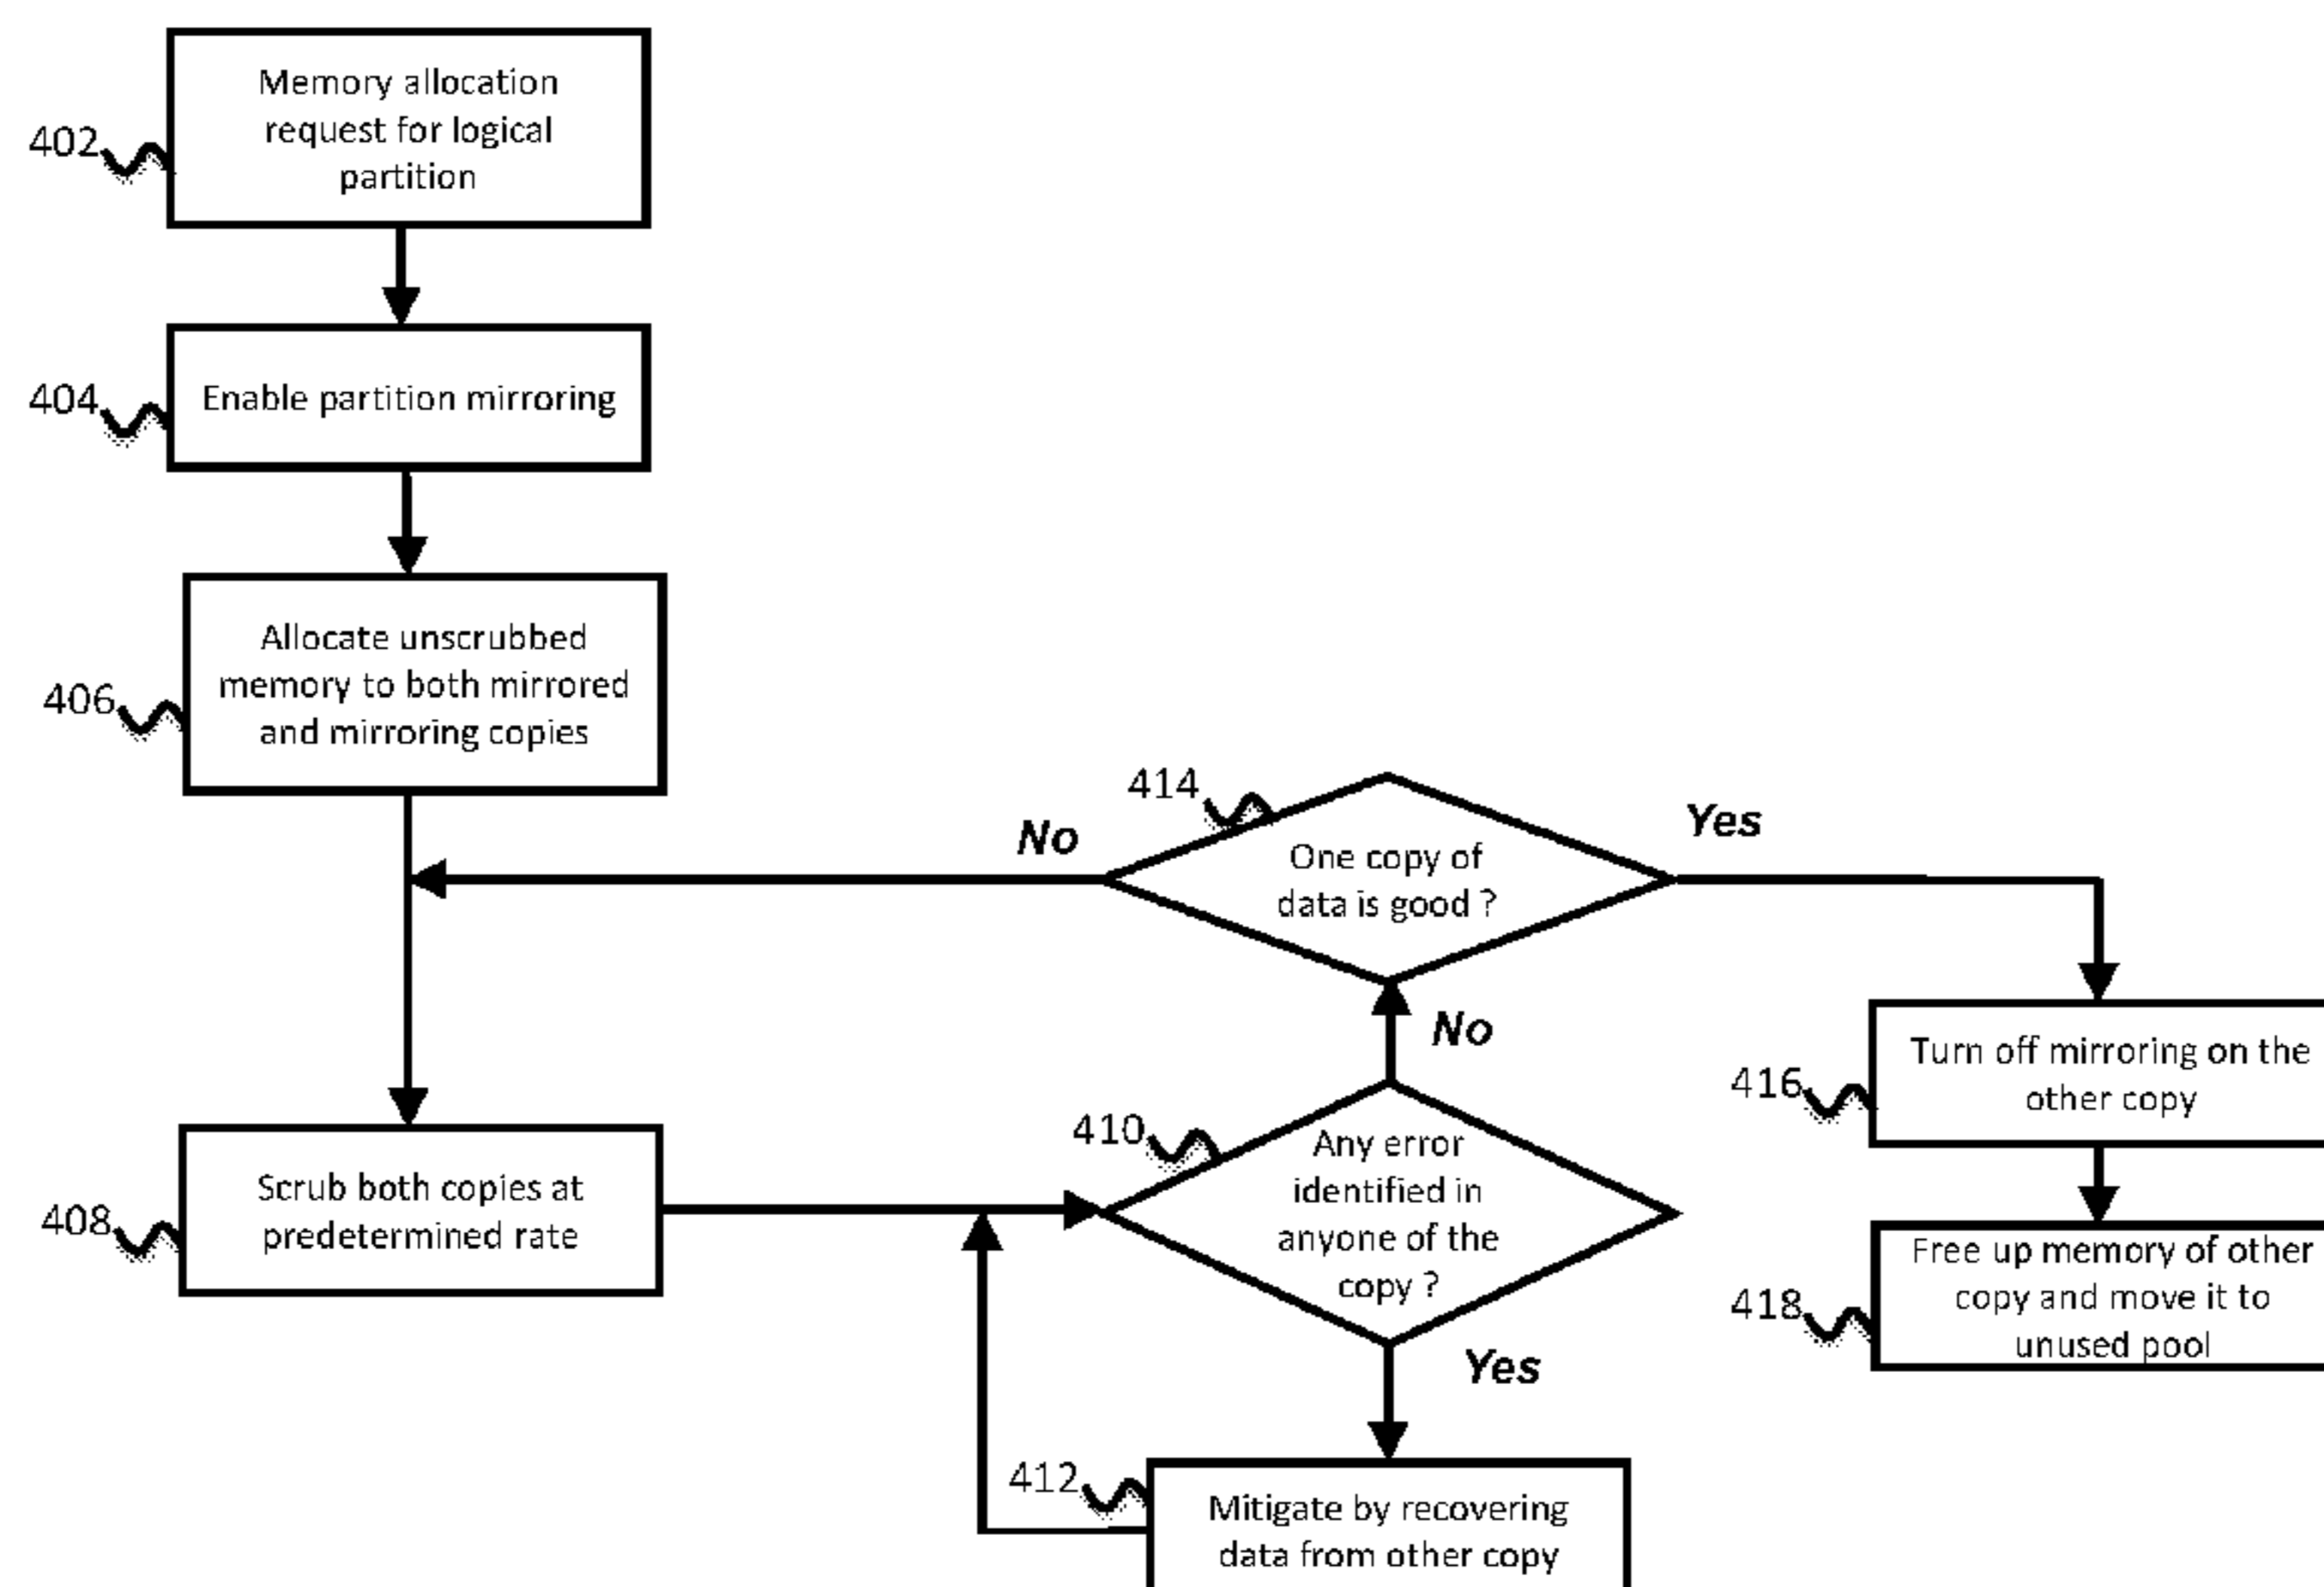 402
Memory allocation
request for logical
partition
404
Enable partition mirroring
406
Allocate unscrubbed
memory to both mirrored
and mirroring copies
408
Scrub both copies at
predetermined rate
410
Any error
identified in
anyone of the
copy ?
No
Yes
412
Mitigate by recovering
data from other copy
414
One copy of
data is good ?
No
Yes
416
Turn off mirroring on the
other copy
418
Free up memory of other
copy and move it to
unused pool